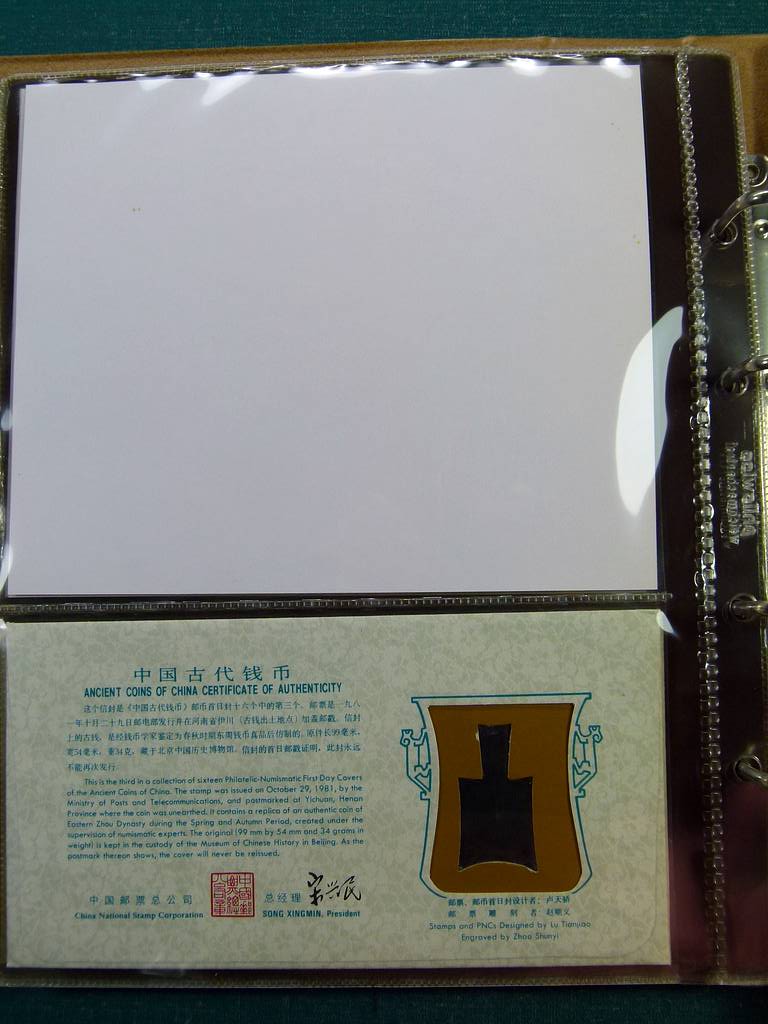 中国古代钱币
ANCIENT COINS OF CHINA CERTIFICATE OF AUTHENTICITY
这个信封是《中国古代钱币》邮币首日封十六个中的第三个。邮票是一九八
一年十月二十九日邮电部发行并在河南省伊川（古钱出土地点）加盖邮戳。信封
上的古钱，是经钱币学家鉴定为春秋时期东周钱币真品后仿制的。原件长99毫米，
宽54毫米，重34克，藏于北京中国历史博物馆。信封的首日邮戳证明，此封永远
不能再次发行。
This is the third in a collection of sixteen Philatelic-Numismatic First Day Covers
of the Ancient Coins of China. The stamp was issued on October 29, 1981, by the
Ministry of Posts and Telecommunications, and postmarked at Yichuan, Henan
Province where the coin was unearthed. It contains a replica of an authentic coin of
Eastern Zhou Dynasty during the Spring and Autumn Period, created under the
supervision of numismatic experts. The original (99 mm by 54 mm and 34 grams in
weight) is kept in the custody of the Museum of Chinese History in Beijing. As the
postmark thereon shows, the cover will never be reissued.
中国邮票总公司
China National Stamp Corporation
总经理 宋兴民
SONG XINGMIN, President
邮票、邮币首日封设计者：卢天骄
邮票雕刻者：赵顺义
Stamps and PNCs Designed by Lu Tianjiao
Engraved by Zhao Shunyi